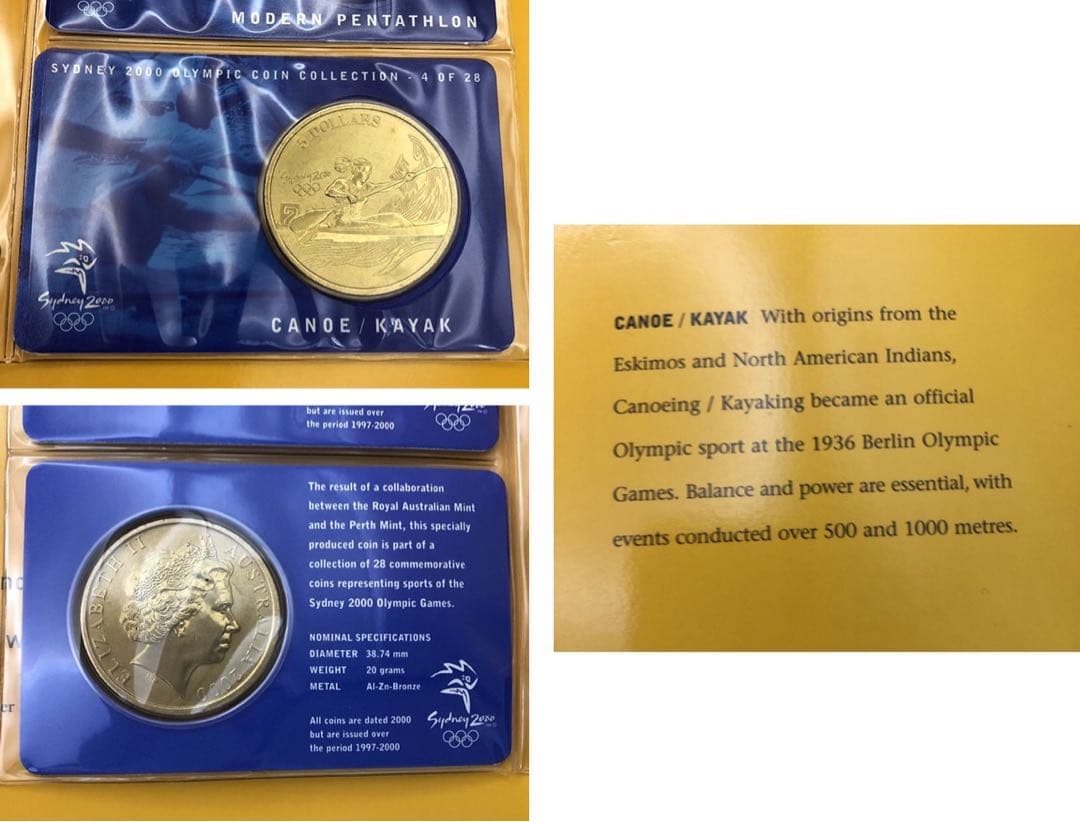 MODERN PENTATHLON
SYDNEY 2000 OLYMPIC COIN COLLECTION - 4 OF 28
5 DOLLARS
Sydney 2000
Sydney 2000
CANOE / KAYAK
but are issued over
the period 1997-2000
ELIZABETH II AUSTRALIA 2000
The result of a collaboration
between the Royal Australian Mint
and the Perth Mint, this specially
produced coin is part of a
collection of 28 commemorative
coins representing sports of the
Sydney 2000 Olympic Games.
NOMINAL SPECIFICATIONS
DIAMETER 38.74 mm
WEIGHT 20 grams
METAL Al-Zn-Bronze
All coins are dated 2000
but are issued over
the period 1997-2000
Sydney 2000
CANOE / KAYAK With origins from the
Eskimos and North American Indians,
Canoeing / Kayaking became an official
Olympic sport at the 1936 Berlin Olympic
Games. Balance and power are essential, with
events conducted over 500 and 1000 metres.